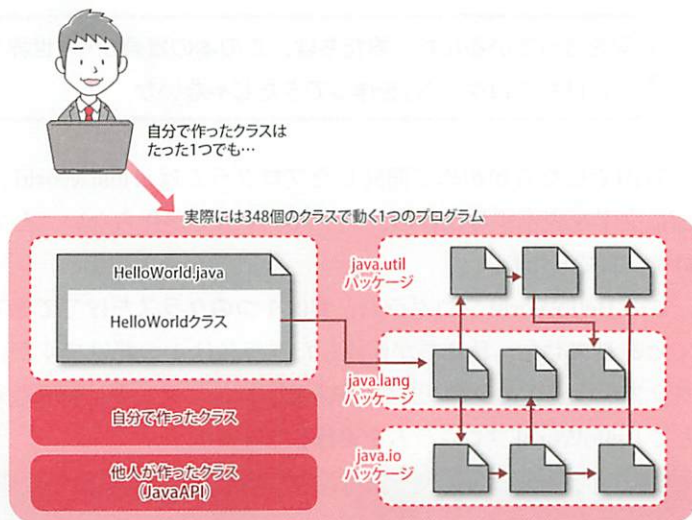 自分で作ったクラスは
たった1つでも…
実際には348個のクラスで動く1つのプログラム
HelloWorld.java
HelloWorldクラス
自分で作ったクラス
他人が作ったクラス
(JavaAPI)
java.util
パッケージ
java.lang
パッケージ
java.io
パッケージ